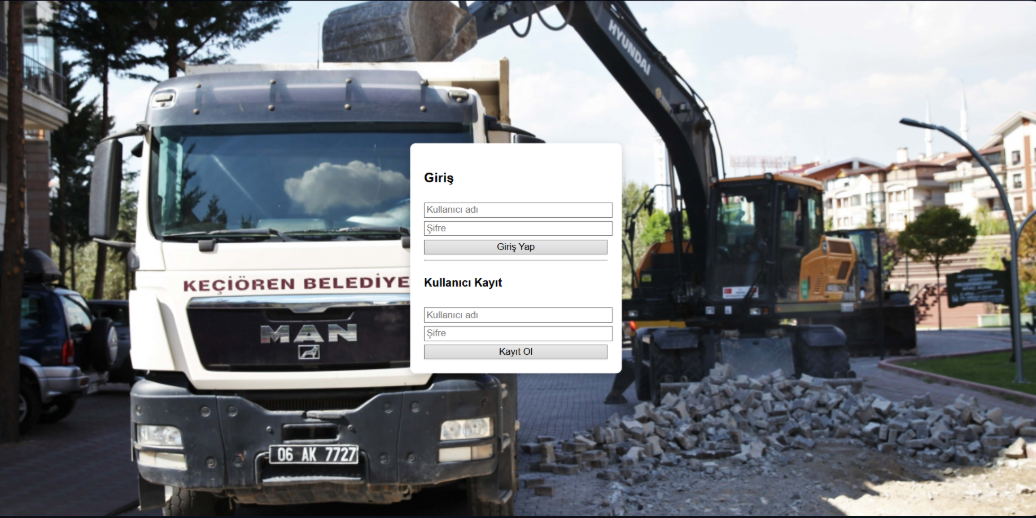 HYUNDAI
Giriş
Kullanıcı adı
Şifre
Giriş Yap
KEÇİÖREN BELEDİYE
Kullanıcı Kayıt
Kullanıcı adı
Şifre
Kayıt Ol
MAN
06 AK 7727